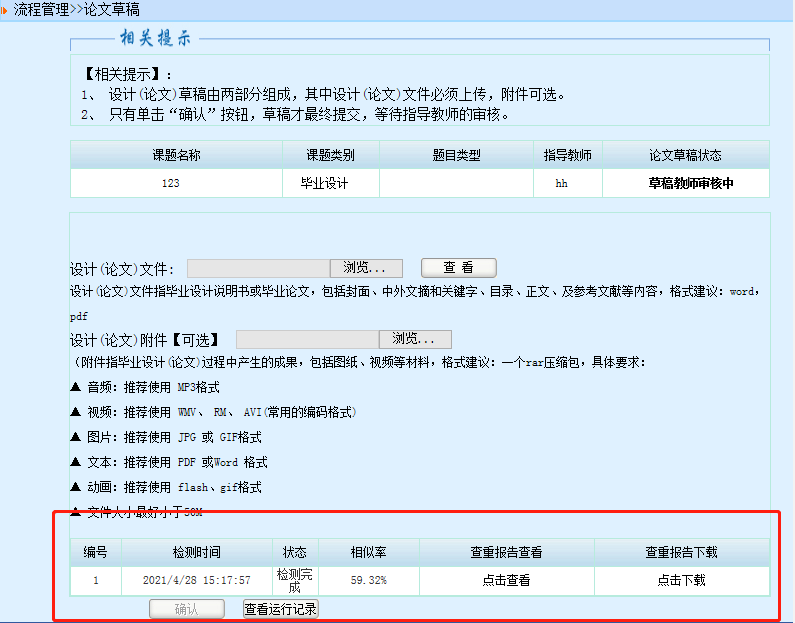 流程管理>>论文草稿
相关提示
【相关提示】:
1、 设计(论文)草稿由两部分组成，其中设计(论文)文件必须上传，附件可选。
2、 只有单击“确认”按钮，草稿才最终提交，等待指导教师的审核。
课题名称 课题类别 题目类型 指导教师 论文草稿状态
123 毕业设计 hh 草稿教师审核中
设计(论文)文件: 浏览... 查 看
设计(论文)文件指毕业设计说明书或毕业论文，包括封面、中外文摘和关键字、目录、正文、及参考文献等内容，格式建议: word,
pdf
设计(论文)附件【可选】 浏览...
（附件指毕业设计(论文)过程中产生的成果，包括图纸、视频等材料，格式建议: 一个rar压缩包，具体要求:
▲ 音频: 推荐使用 MP3格式
▲ 视频: 推荐使用 WMV、 RM、 AVI(常用的编码格式)
▲ 图片: 推荐使用 JPG 或 GIF格式
▲ 文本: 推荐使用 PDF 或Word 格式
▲ 动画: 推荐使用 flash、gif格式
▲ 文件大小最好小于50M
编号 检测时间 状态 相似率 查重报告查看 查重报告下载
1 2021/4/28 15:17:57 检测完成 59.32% 点击查看 点击下载
确认 查看运行记录